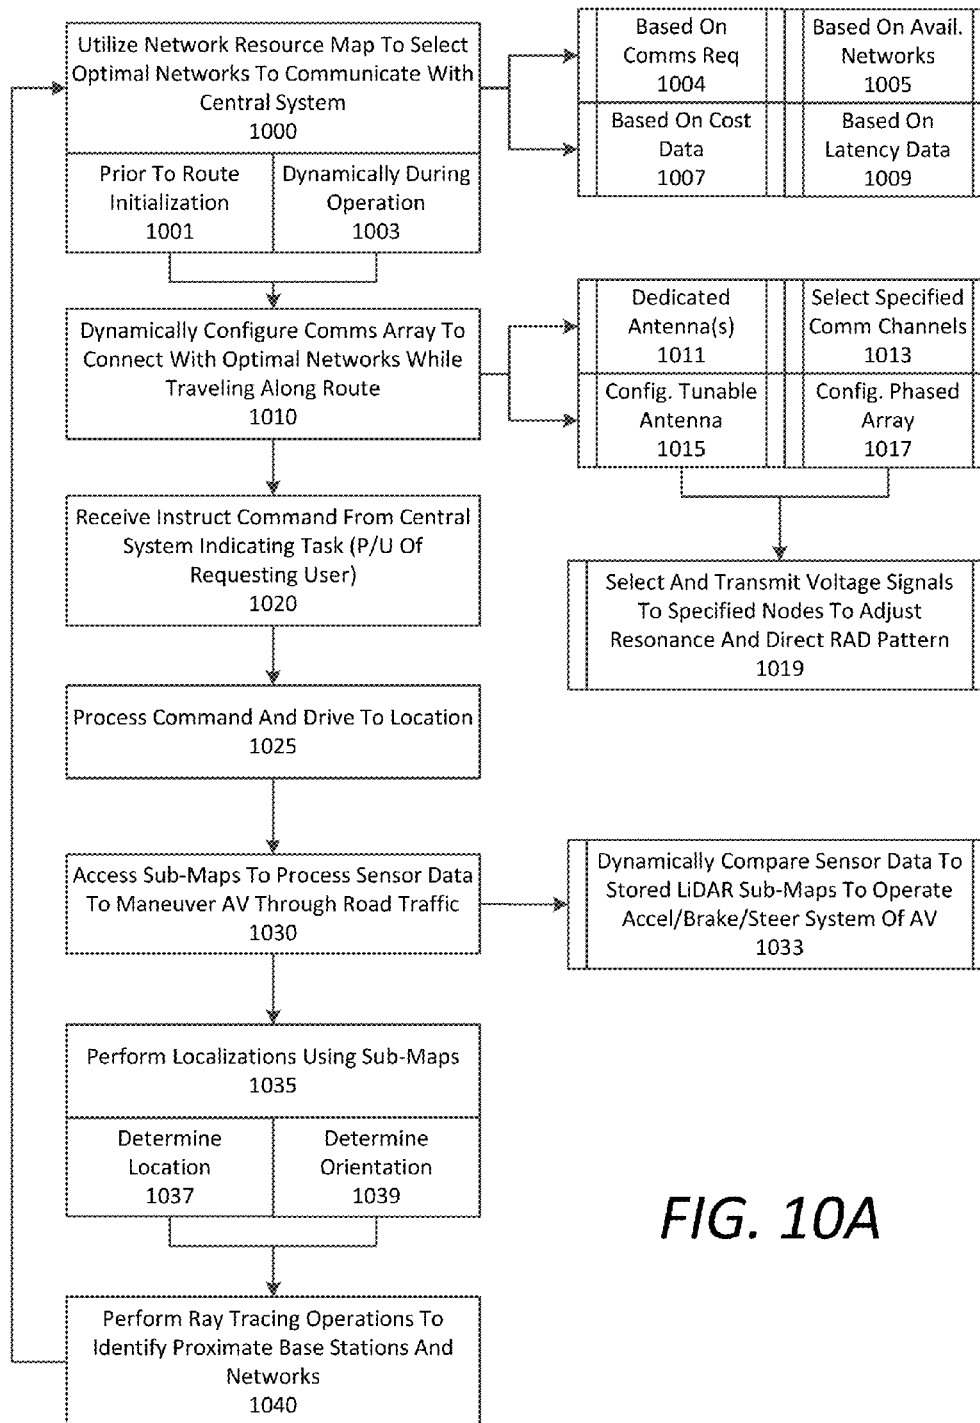 Utilize Network Resource Map To Select
Optimal Networks To Communicate With
Central System
1000
Prior To Route
Initialization
1001
Dynamically During
Operation
1003
Based On
Comms Req
1004
Based On Avail.
Networks
1005
Based On Cost
Data
1007
Based On
Latency Data
1009
Dynamically Configure Comms Array To
Connect With Optimal Networks While
Traveling Along Route
1010
Dedicated
Antenna(s)
1011
Select Specified
Comm Channels
1013
Config. Tunable
Antenna
1015
Config. Phased
Array
1017
Receive Instruct Command From Central
System Indicating Task (P/U Of
Requesting User)
1020
Select And Transmit Voltage Signals
To Specified Nodes To Adjust
Resonance And Direct RAD Pattern
1019
Process Command And Drive To Location
1025
Access Sub-Maps To Process Sensor Data
To Maneuver AV Through Road Traffic
1030
Dynamically Compare Sensor Data To
Stored LiDAR Sub-Maps To Operate
Accel/Brake/Steer System Of AV
1033
Perform Localizations Using Sub-Maps
1035
Determine
Location
1037
Determine
Orientation
1039
FIG. 10A
Perform Ray Tracing Operations To
Identify Proximate Base Stations And
Networks
1040